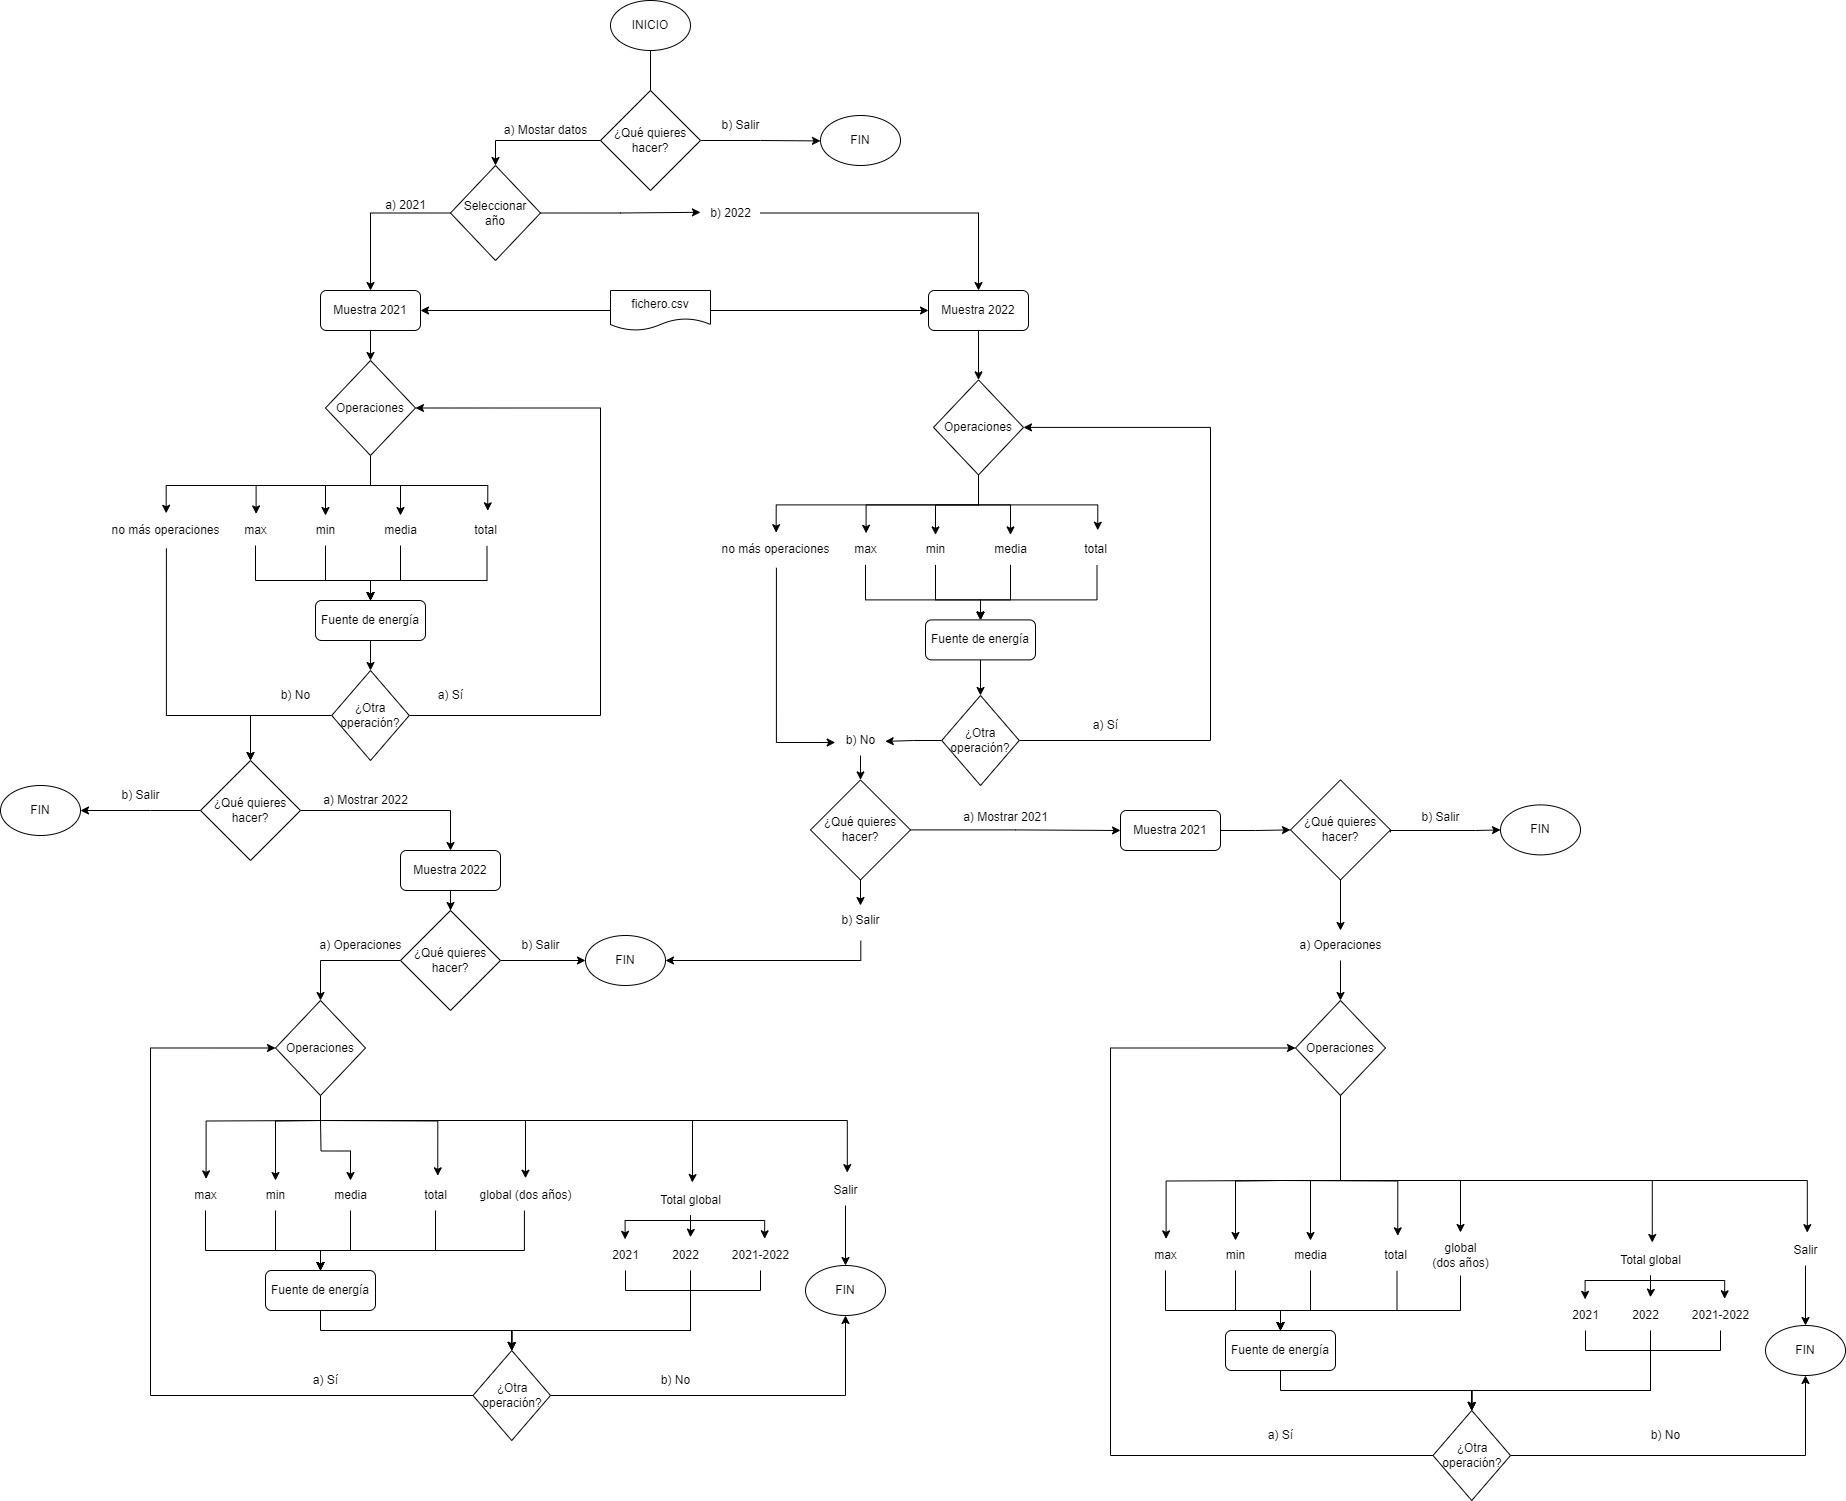 INICIO
¿Qué quieres
hacer?
a) Mostar datos
b) Salir
FIN
Seleccionar
año
a) 2021
b) 2022
Muestra 2021
fichero.csv
Muestra 2022
Operaciones
Operaciones
no más operaciones
max
min
media
total
no más operaciones
max
min
media
total
Fuente de energía
Fuente de energía
b) No
¿Otra
operación?
a) Sí
b) No
¿Otra
operación?
a) Sí
FIN
b) Salir
¿Qué quieres
hacer?
a) Mostrar 2022
¿Qué quieres
hacer?
a) Mostrar 2021
Muestra 2021
¿Qué quieres
hacer?
b) Salir
FIN
Muestra 2022
b) Salir
a) Operaciones
¿Qué quieres
hacer?
b) Salir
FIN
a) Operaciones
Operaciones
Operaciones
max
min
media
total
global (dos años)
Total global
Salir
2021
2022
2021-2022
Fuente de energía
FIN
a) Sí
¿Otra
operación?
b) No
max
min
media
total
global
(dos años)
Total global
Salir
2021
2022
2021-2022
Fuente de energía
FIN
a) Sí
¿Otra
operación?
b) No